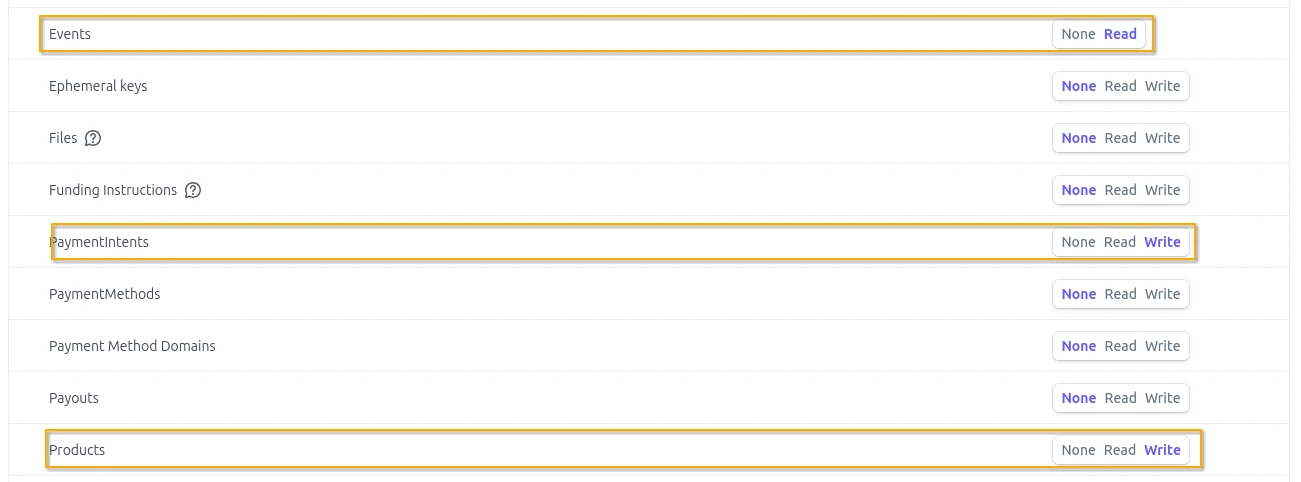 Events None Read
Ephemeral keys None Read Write
Files None Read Write
Funding Instructions None Read Write
PaymentIntents None Read Write
PaymentMethods None Read Write
Payment Method Domains None Read Write
Payouts None Read Write
Products None Read Write